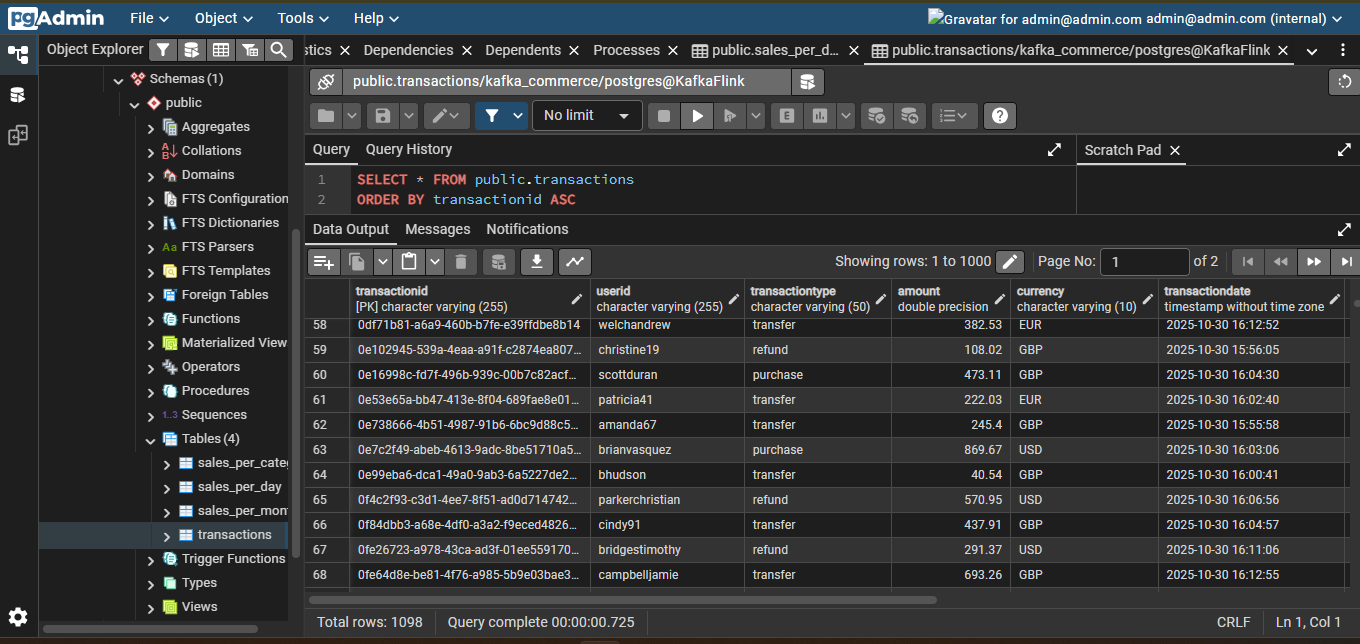 pgAdmin File Object Tools Help Gravatar for admin@admin.com admin@admin.com (internal)
Object Explorer
stics Dependencies Dependents Processes public.sales_per_d... public.transactions/kafka_commerce/postgres@KafkaFlink
public.transactions/kafka_commerce/postgres@KafkaFlink
No limit
Schemas (1)
public
Aggregates
Collations
Domains
FTS Configuration
FTS Dictionaries
Aa FTS Parsers
FTS Templates
Foreign Tables
Functions
Materialized View
Operators
Procedures
1..3 Sequences
Tables (4)
sales_per_cate
sales_per_day
sales_per_mon
transactions
Trigger Functions
Types
Views
Query Query History Scratch Pad
1 SELECT * FROM public.transactions
2 ORDER BY transactionid ASC
Data Output Messages Notifications
Showing rows: 1 to 1000 Page No: 1 of 2
transactionid userid transactiontype amount currency transactiondate
[PK] character varying (255) character varying (255) character varying (50) double precision character varying (10) timestamp without time zone
58 0df71b81-a6a9-460b-b7fe-e39ffdbe8b14 welchandrew transfer 382.53 EUR 2025-10-30 16:12:52
59 0e102945-539a-4eaa-a91f-c2874ea807... christine19 refund 108.02 GBP 2025-10-30 15:56:05
60 0e16998c-fd7f-496b-939c-00b7c82acf... scottduran purchase 473.11 GBP 2025-10-30 16:04:30
61 0e53e65a-bb47-413e-8f04-689fae8e01... patricia41 transfer 222.03 EUR 2025-10-30 16:02:40
62 0e738666-4b51-4987-91b6-6bc9d88c5... amanda67 transfer 245.4 GBP 2025-10-30 15:55:58
63 0e7c2f49-abeb-4613-9adc-8be51710a5... brianvasquez purchase 869.67 USD 2025-10-30 16:03:06
64 0e99eba6-dca1-49a0-9ab3-6a5227de2... bhudson transfer 40.54 GBP 2025-10-30 16:00:41
65 0f4c2f93-c3d1-4ee7-8f51-ad0d714742... parkerchristian refund 570.95 USD 2025-10-30 16:06:56
66 0f84dbb3-a68e-4df0-a3a2-f9eced4826... cindy91 transfer 437.91 GBP 2025-10-30 16:04:57
67 0fe26723-a978-43ca-ad3f-01ee559170... bridgestimothy refund 291.37 USD 2025-10-30 16:11:06
68 0fe64d8e-be81-4f76-a985-5b9e03bae3... campbelljamie transfer 693.26 GBP 2025-10-30 16:12:55
Total rows: 1098 Query complete 00:00:00.725 CRLF Ln 1, Col 1